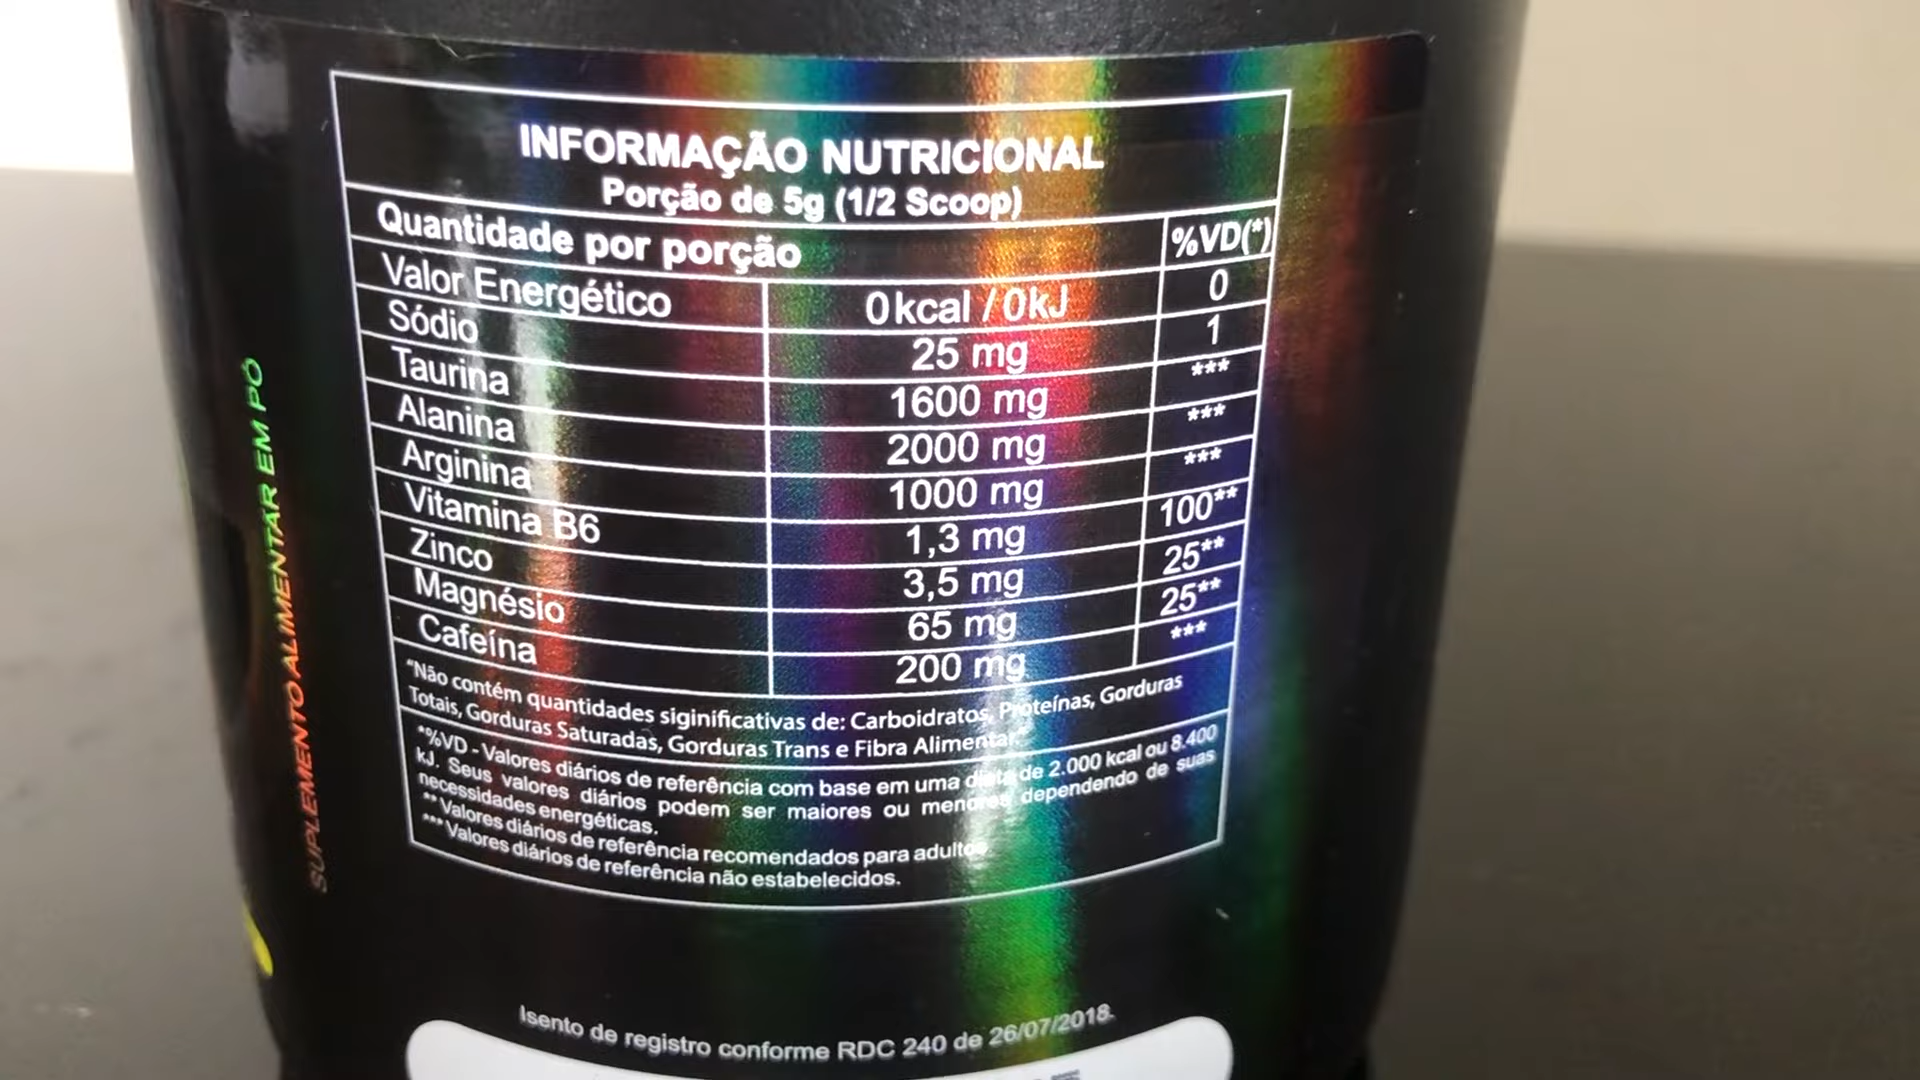 INFORMAÇÃO NUTRICIONAL
Porção de 5g (1/2 Scoop)
Quantidade por porção %VD(*)
Valor Energético 0kcal / 0kJ 0
Sódio 25 mg 1
Taurina 1600 mg ***
Alanina 2000 mg ***
Arginina 1000 mg ***
Vitamina B6 1,3 mg 100**
Zinco 3,5 mg 25**
Magnésio 65 mg 25**
Cafeína 200 mg ***
"Não contém quantidades siginificativas de: Carboidratos, Proteínas, Gorduras
Totais, Gorduras Saturadas, Gorduras Trans e Fibra Alimentar."
*%VD - Valores diários de referência com base em uma dieta de 2.000 kcal ou 8.400
kJ. Seus valores diários podem ser maiores ou menores dependendo de suas
necessidades energéticas.
** Valores diários de referência recomendados para adultos
*** Valores diários de referência não estabelecidos.
Isento de registro conforme RDC 240 de 26/07/2018.
SUPLEMENTO ALIMENTAR EM PÓ